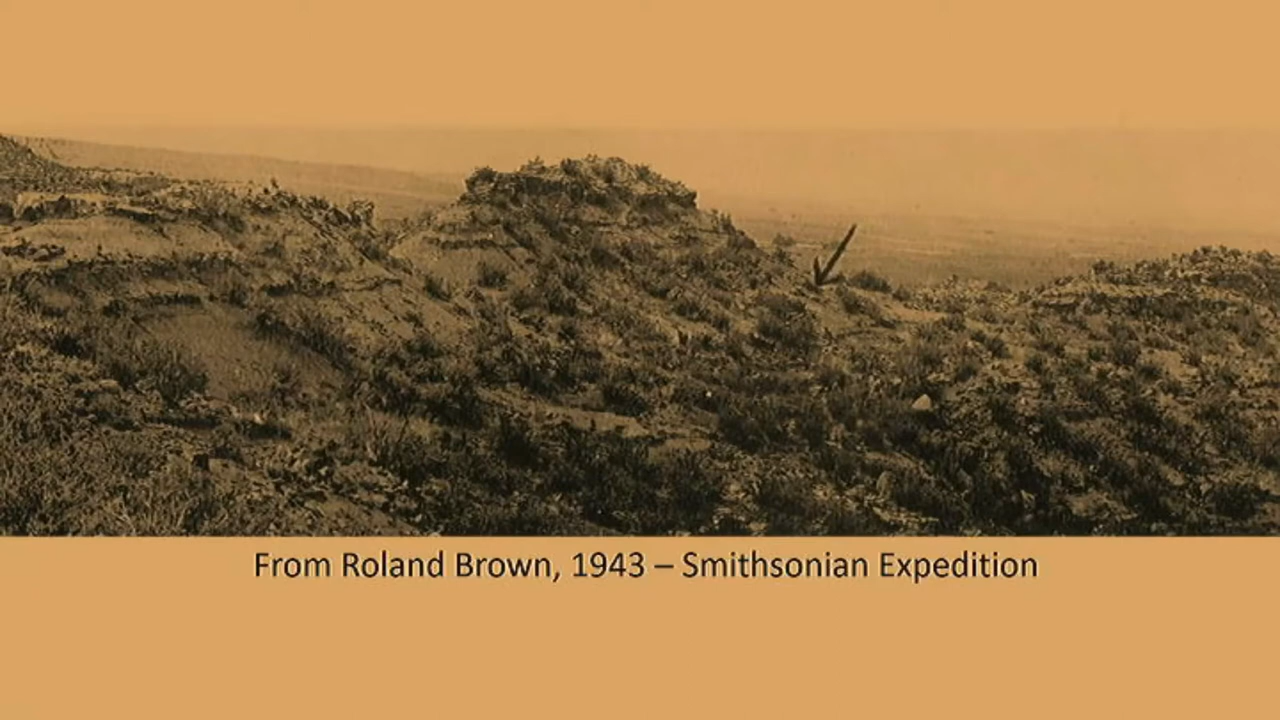 From Roland Brown, 1943 – Smithsonian Expedition